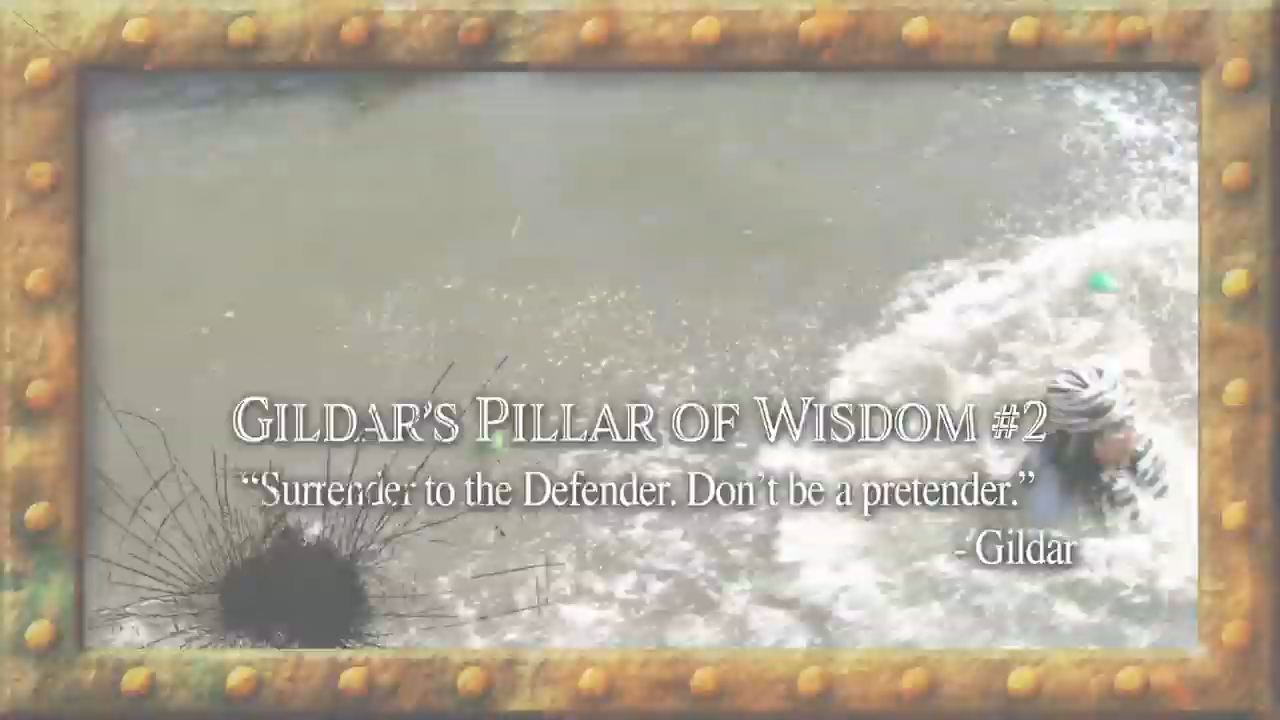 GILDAR'S PILLAR OF WISDOM #2
“Surrender to the Defender. Don't be a pretender.”
- Gildar